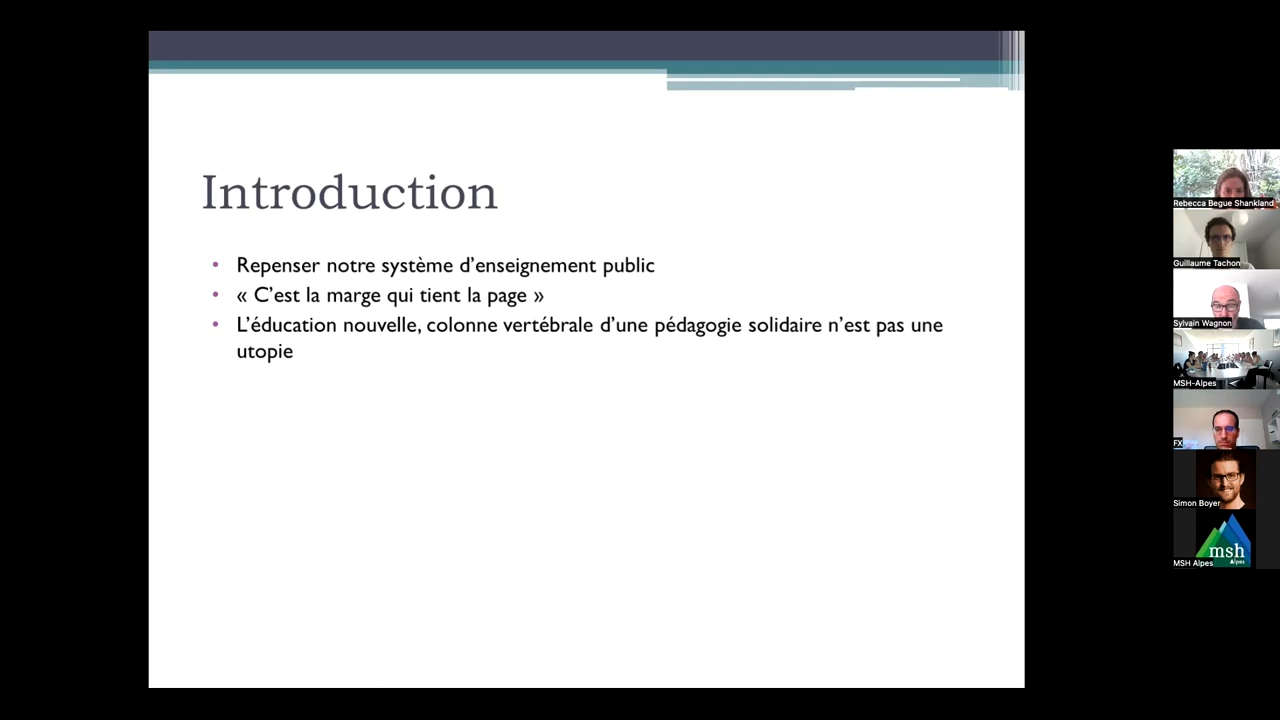 Introduction
• Repenser notre système d’enseignement public
• « C’est la marge qui tient la page »
• L’éducation nouvelle, colonne vertébrale d’une pédagogie solidaire n’est pas une
utopie
Rebecca Begue Shankland
Guillaume Tachon
Sylvain Wagnon
MSH-Alpes
FX
Simon Boyer
msh
Alpes
MSH Alpes